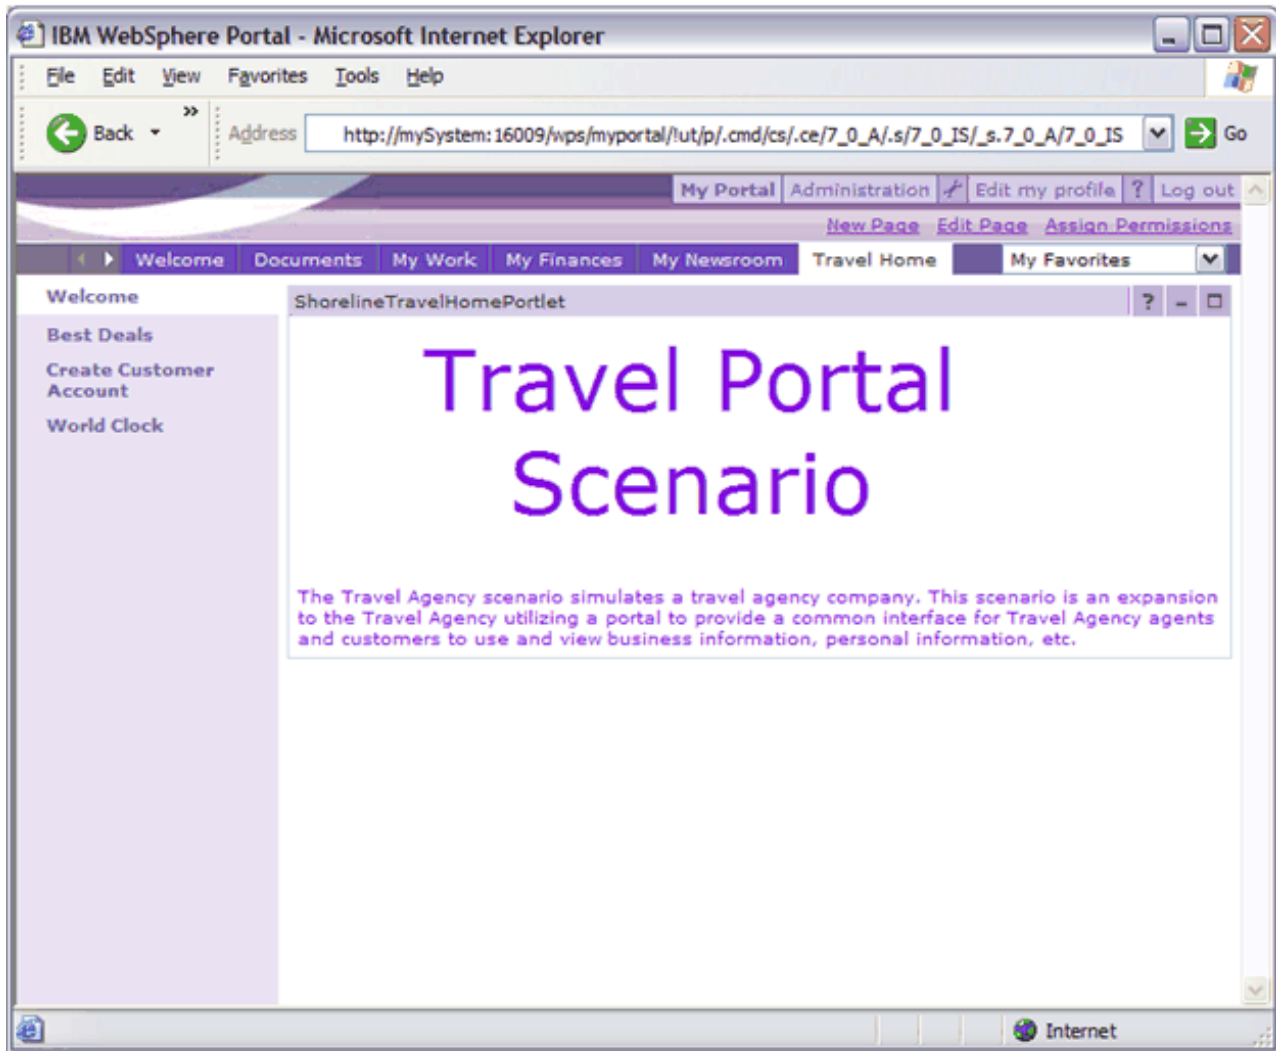 IBM WebSphere Portal - Microsoft Internet Explorer
File Edit View Favorites Tools Help
Back » Address http://mySystem:16009/wps/myportal/!ut/p/.cmd/cs/.ce/7_0_A/.s/7_0_IS/_s.7_0_A/7_0_IS Go
My Portal Administration Edit my profile ? Log out
New Page Edit Page Assign Permissions
Welcome Documents My Work My Finances My Newsroom Travel Home My Favorites
Welcome
Best Deals
Create Customer
Account
World Clock
ShorelineTravelHomePortlet ?
Travel Portal
Scenario
The Travel Agency scenario simulates a travel agency company. This scenario is an expansion
to the Travel Agency utilizing a portal to provide a common interface for Travel Agency agents
and customers to use and view business information, personal information, etc.
Internet